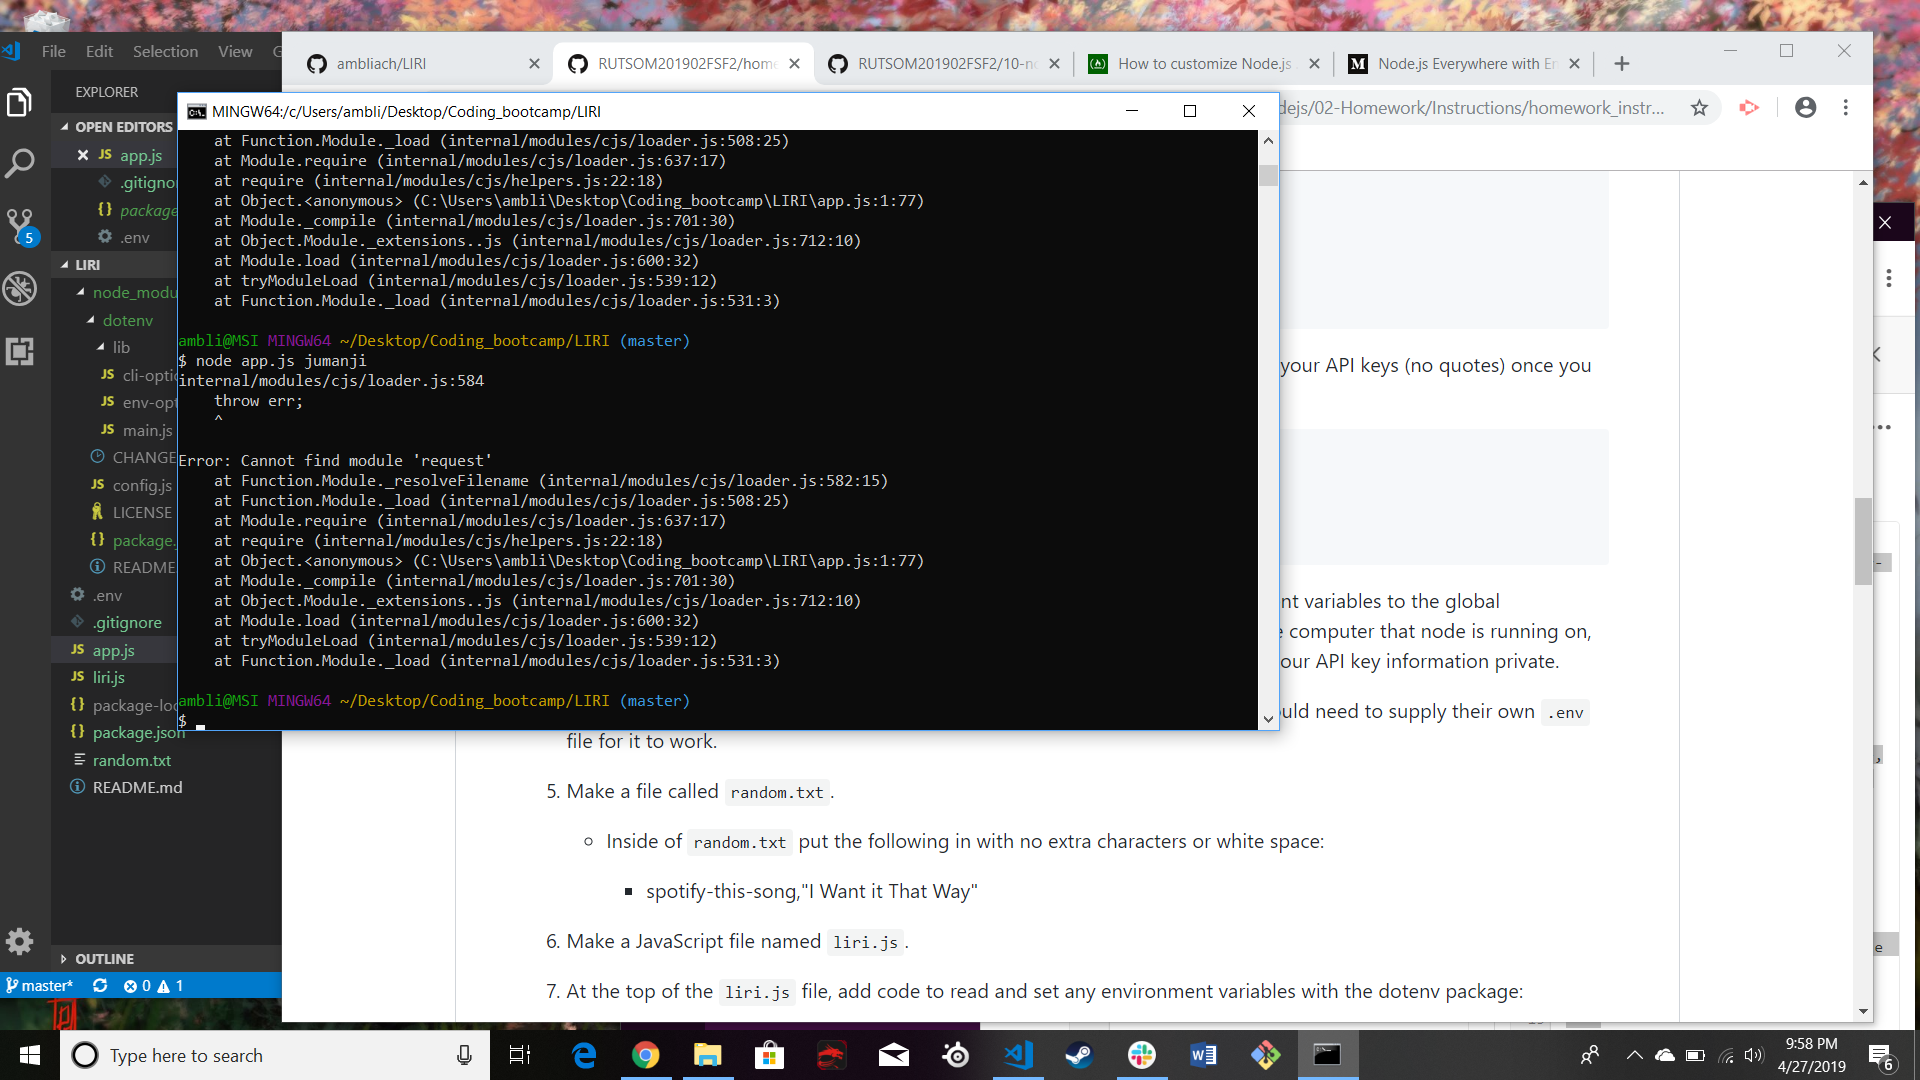 File Edit Selection View G
ambliach/LIRI
RUTSOM201902FSF2/home
RUTSOM201902FSF2/10-no
How to customize Node.js
Node.js Everywhere with En
EXPLORER
OPEN EDITORS
app.js
.gitignor
package
.env
LIRI
node_modu
dotenv
lib
cli-optio
env-opt
main.js
CHANGE
config.js
LICENSE
package.
README.
.env
.gitignore
app.js
liri.js
package-loc
package.json
random.txt
README.md
OUTLINE
master*
0
1
5
MINGW64:/c/Users/ambli/Desktop/Coding_bootcamp/LIRI
dejs/02-Homework/Instructions/homework_instr...
at Function.Module._load (internal/modules/cjs/loader.js:508:25)
at Module.require (internal/modules/cjs/loader.js:637:17)
at require (internal/modules/cjs/helpers.js:22:18)
at Object.<anonymous> (C:\Users\ambli\Desktop\Coding_bootcamp\LIRI\app.js:1:77)
at Module._compile (internal/modules/cjs/loader.js:701:30)
at Object.Module._extensions..js (internal/modules/cjs/loader.js:712:10)
at Module.load (internal/modules/cjs/loader.js:600:32)
at tryModuleLoad (internal/modules/cjs/loader.js:539:12)
at Function.Module._load (internal/modules/cjs/loader.js:531:3)
ambli@MSI MINGW64 ~/Desktop/Coding_bootcamp/LIRI (master)
$ node app.js jumanji
internal/modules/cjs/loader.js:584
throw err;
^
Error: Cannot find module 'request'
at Function.Module._resolveFilename (internal/modules/cjs/loader.js:582:15)
at Function.Module._load (internal/modules/cjs/loader.js:508:25)
at Module.require (internal/modules/cjs/loader.js:637:17)
at require (internal/modules/cjs/helpers.js:22:18)
at Object.<anonymous> (C:\Users\ambli\Desktop\Coding_bootcamp\LIRI\app.js:1:77)
at Module._compile (internal/modules/cjs/loader.js:701:30)
at Object.Module._extensions..js (internal/modules/cjs/loader.js:712:10)
at Module.load (internal/modules/cjs/loader.js:600:32)
at tryModuleLoad (internal/modules/cjs/loader.js:539:12)
at Function.Module._load (internal/modules/cjs/loader.js:531:3)
ambli@MSI MINGW64 ~/Desktop/Coding_bootcamp/LIRI (master)
$
your API keys (no quotes) once you
nt variables to the global
computer that node is running on,
our API key information private.
uld need to supply their own .env
file for it to work.
5. Make a file called random.txt.
Inside of random.txt put the following in with no extra characters or white space:
spotify-this-song,"I Want it That Way"
6. Make a JavaScript file named liri.js.
7. At the top of the liri.js file, add code to read and set any environment variables with the dotenv package:
Type here to search
9:58 PM
4/27/2019
6